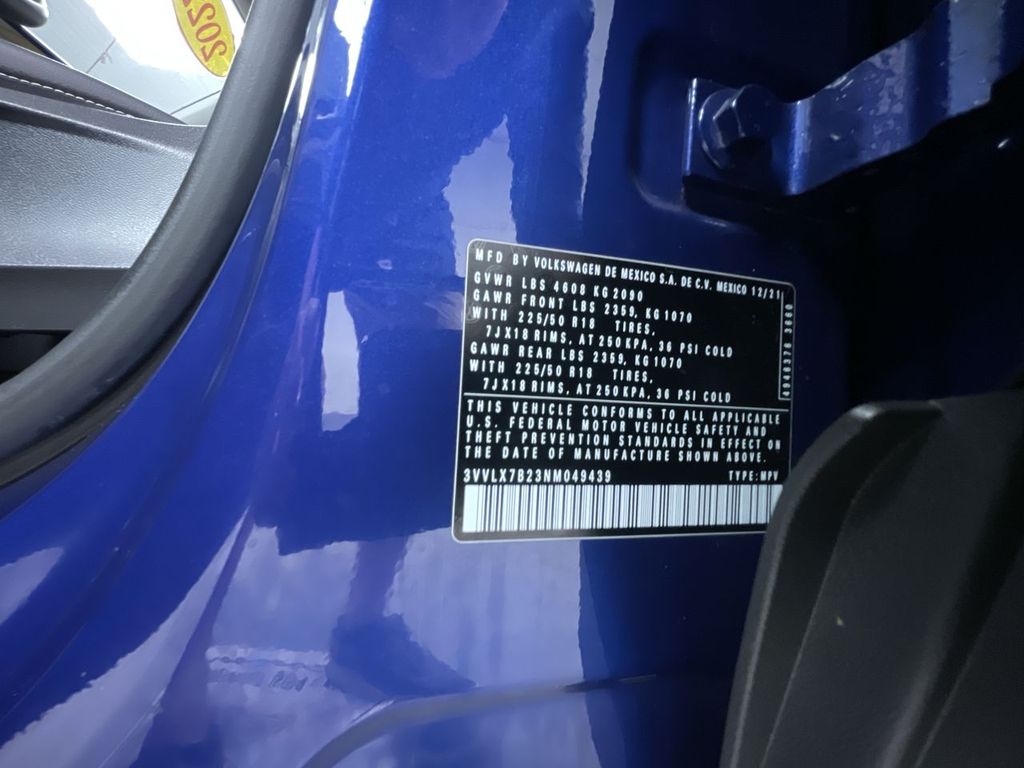 202
MFD BY VOLKSWAGEN DE MEXICO S.A. DE C.V. MEXICO 12/21
GVWR LBS 4608 KG 2090
GAWR FRONT LBS 2359, KG 1070
WITH 225/50 R18 TIRES,
7JX18 RIMS, AT 250 KPA, 36 PSI COLD
GAWR REAR LBS 2359, KG 1070
WITH 225/50 R18 TIRES,
7JX18 RIMS, AT 250 KPA, 36 PSI COLD
THIS VEHICLE CONFORMS TO ALL APPLICABLE
U.S. FEDERAL MOTOR VEHICLE SAFETY AND
THEFT PREVENTION STANDARDS IN EFFECT ON
THE DATE OF MANUFACTURE SHOWN ABOVE.
3VVLX7B23NM049439 TYPE: MPV